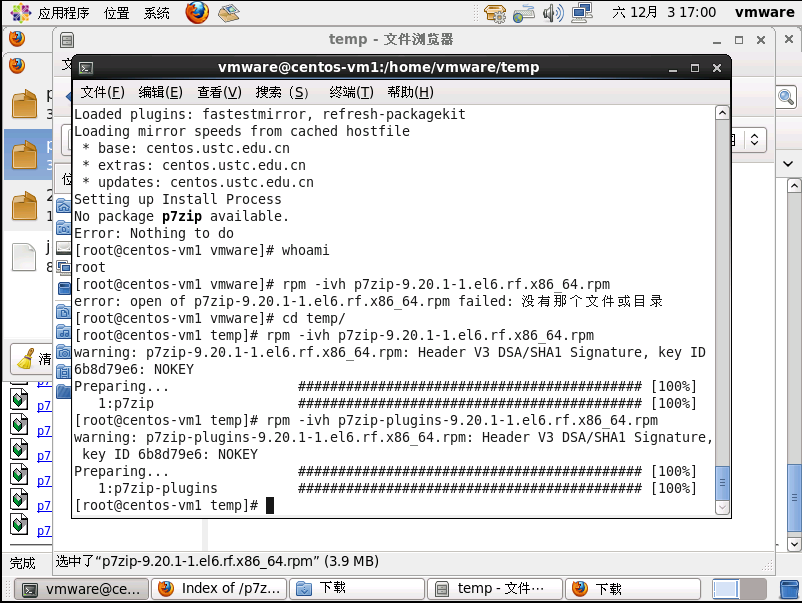 应用程序 位置 系统 六 12月 3 17:00 vmware
temp - 文件浏览器
vmware@centos-vm1:/home/vmware/temp
文件(F) 编辑(E) 查看(V) 搜索 (S) 终端(T) 帮助(H)
Loaded plugins: fastestmirror, refresh-packagekit
Loading mirror speeds from cached hostfile
* base: centos.ustc.edu.cn
* extras: centos.ustc.edu.cn
* updates: centos.ustc.edu.cn
Setting up Install Process
No package p7zip available.
Error: Nothing to do
[root@centos-vm1 vmware]# whoami
root
[root@centos-vm1 vmware]# rpm -ivh p7zip-9.20.1-1.el6.rf.x86_64.rpm
error: open of p7zip-9.20.1-1.el6.rf.x86_64.rpm failed: 没有那个文件或目录
[root@centos-vm1 vmware]# cd temp/
[root@centos-vm1 temp]# rpm -ivh p7zip-9.20.1-1.el6.rf.x86_64.rpm
warning: p7zip-9.20.1-1.el6.rf.x86_64.rpm: Header V3 DSA/SHA1 Signature, key ID
6b8d79e6: NOKEY
Preparing... ########################################### [100%]
1:p7zip ########################################### [100%]
[root@centos-vm1 temp]# rpm -ivh p7zip-plugins-9.20.1-1.el6.rf.x86_64.rpm
warning: p7zip-plugins-9.20.1-1.el6.rf.x86_64.rpm: Header V3 DSA/SHA1 Signature,
key ID 6b8d79e6: NOKEY
Preparing... ########################################### [100%]
1:p7zip-plugins ########################################### [100%]
[root@centos-vm1 temp]#
清
p7
p7
p7
p7
p7
p7
p7
完成
选中了“p7zip-9.20.1-1.el6.rf.x86_64.rpm” (3.9 MB)
vmware@ce... Index of /p7z... 下载 temp - 文件... 下载